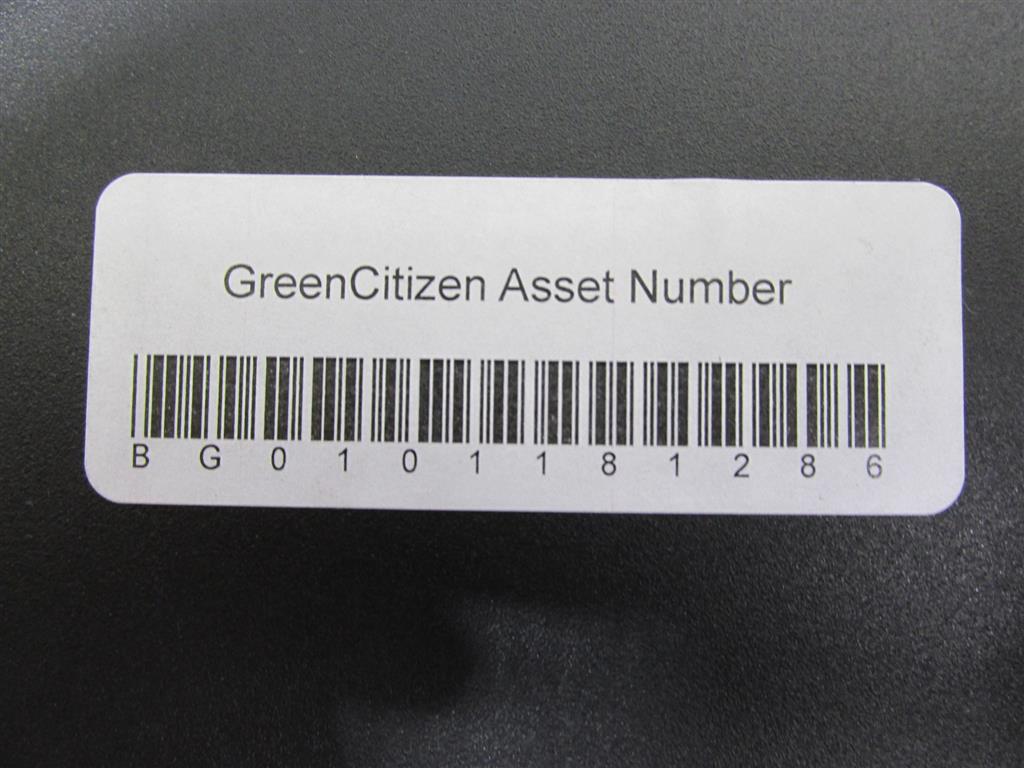 GreenCitizen Asset Number
B G 0 1 0 1 1 8 1 2 8 6